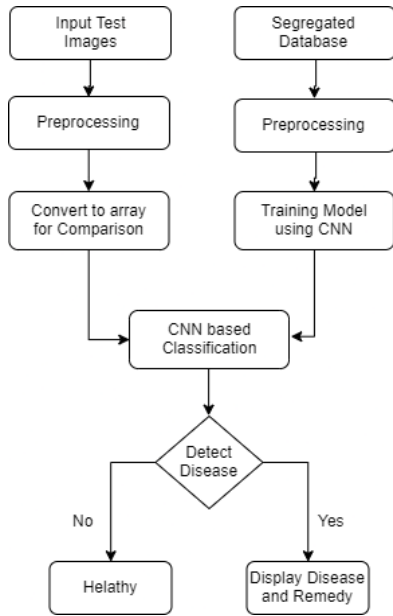 Input Test
Images
Segregated
Database
Preprocessing
Preprocessing
Convert to array
for Comparison
Training Model
using CNN
CNN based
Classification
Detect
Disease
No
Yes
Helathy
Display Disease
and Remedy